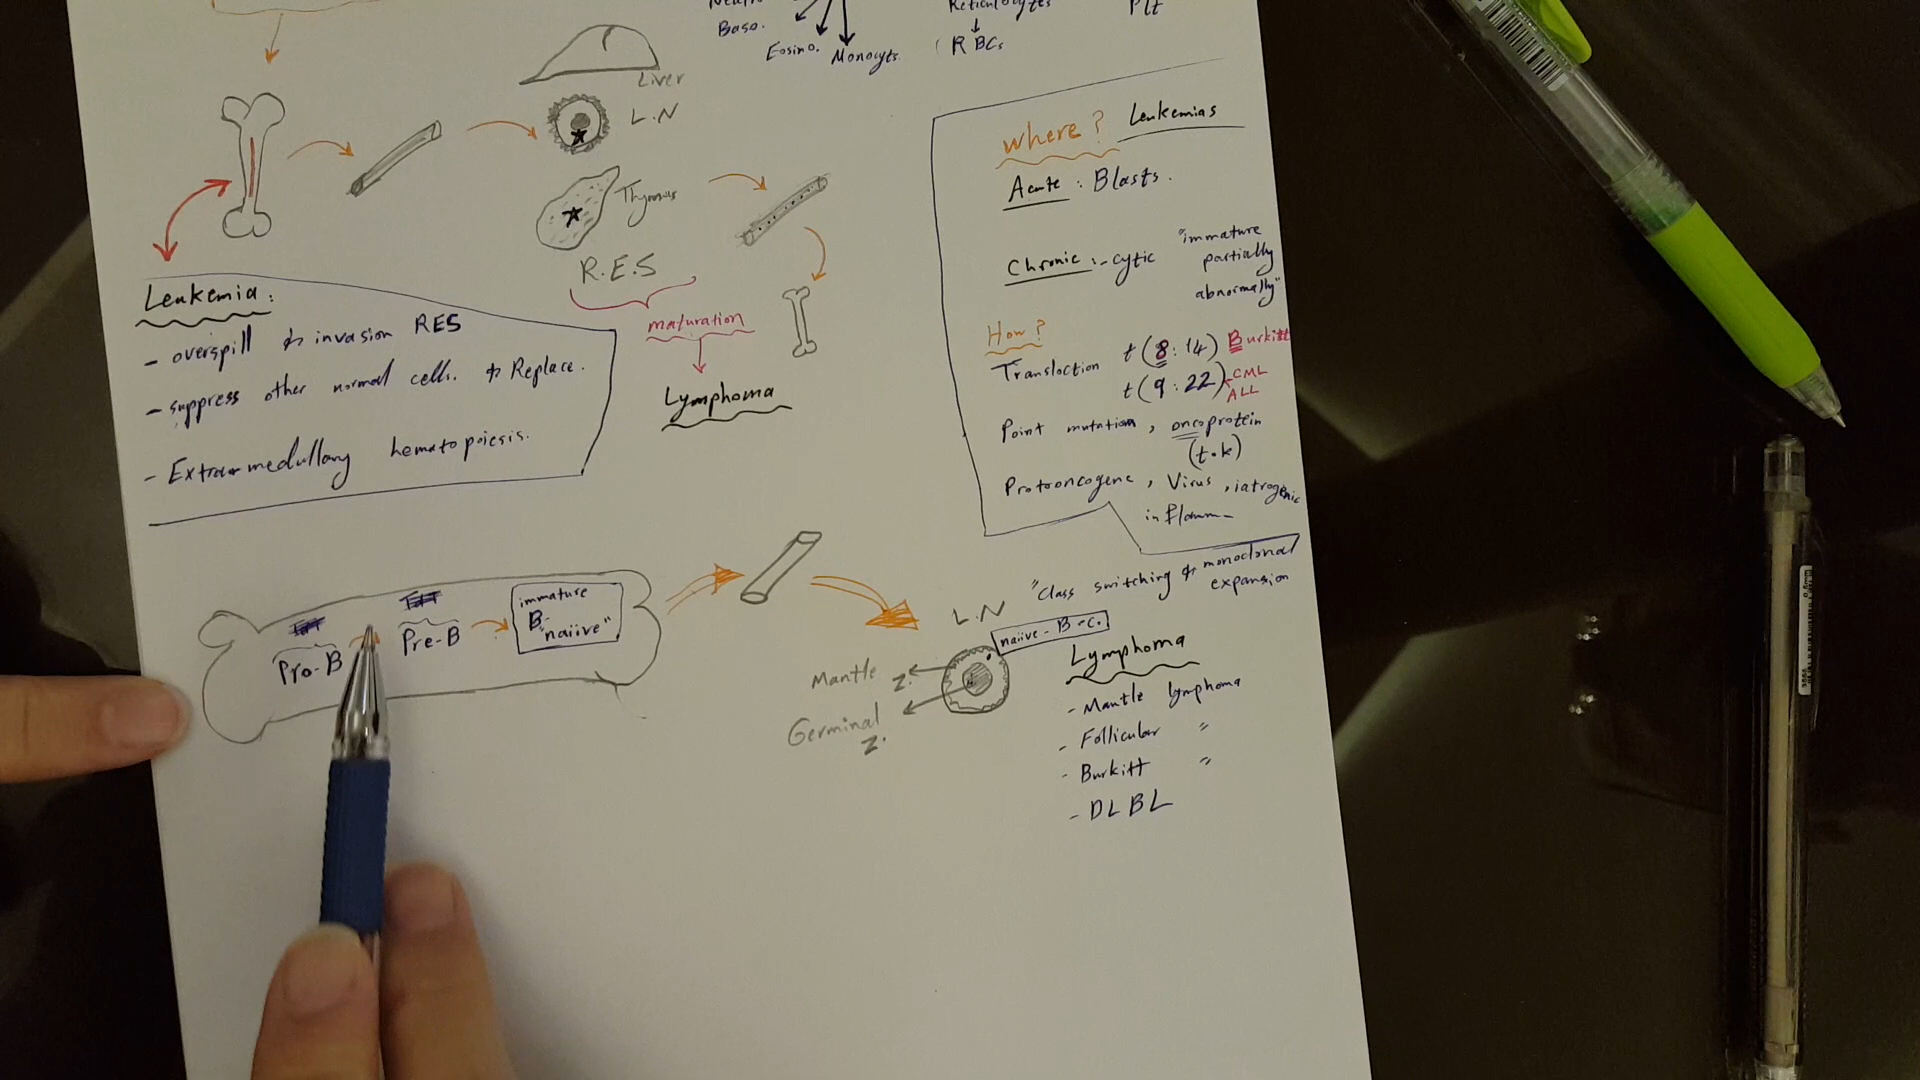 Baso.
Eosino.
Monocyts.
Reticulocytes
RBCs
Plt
Liver
L.N
Thymus
R.E.S
maturation
Lymphoma
Leukemia:
- overspill & invasion RES
- suppress other normal cells. & Replace.
- Extramedullary hematopoiesis.
Where? Leukemias
Acute : Blasts.
Chronic :-cytic "immature
partially
abnormally"
How?
Transloction t(8:14) Burkitt
t(9:22) CML
ALL
Point mutation, oncoprotein
(t.k)
Protooncogene, Virus, iatrogenic
inflamm-
"Class switching & monoclonal
expansion
Pro-B
Pre-B
immature
B-
"naiive"
L.N
naiive-B-c.
Mantle
Z.
Germinal
Z.
Lymphoma
- Mantle lymphoma
- Follicular "
- Burkitt "
- DLBL